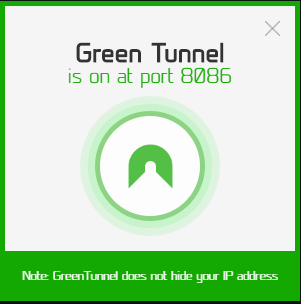 Green Tunnel
is on at port 8086
Note: GreenTunnel does not hide your IP address